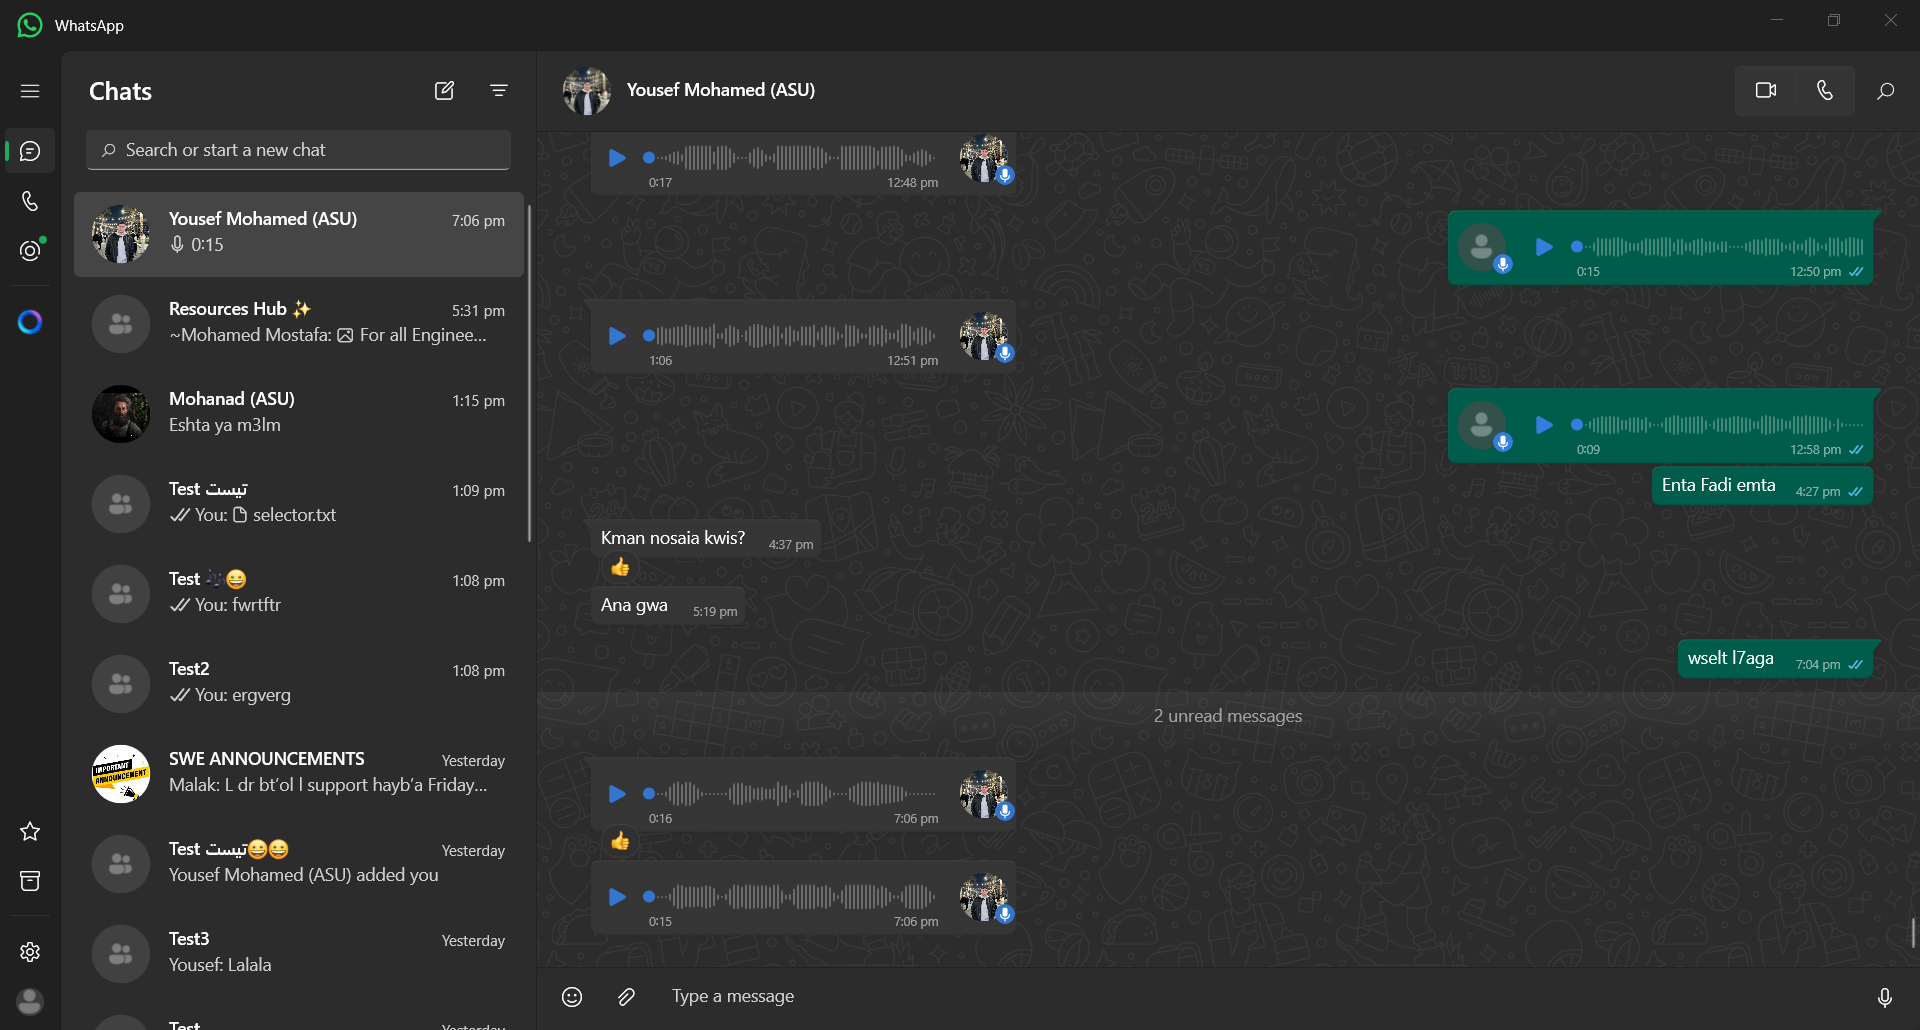 WhatsApp
Chats
Search or start a new chat
Yousef Mohamed (ASU)
7:06 pm
0:15
Resources Hub ✨
5:31 pm
~Mohamed Mostafa: For all Enginee...
Mohanad (ASU)
1:15 pm
Eshta ya m3lm
Test تيست
1:09 pm
You: selector.txt
Test 🎶😀
1:08 pm
You: fwrtftr
Test2
1:08 pm
You: ergverg
SWE ANNOUNCEMENTS
Yesterday
Malak: L dr bt'ol l support hayb'a Friday...
IMPORTANT
ANNOUNCEMENT
Test تيست😀😀
Yesterday
Yousef Mohamed (ASU) added you
Test3
Yesterday
Yousef: Lalala
Test
Yesterday
Yousef Mohamed (ASU)
0:17
12:48 pm
0:15
12:50 pm
1:06
12:51 pm
0:09
12:58 pm
Enta Fadi emta
4:27 pm
Kman nosaia kwis?
4:37 pm
👍
Ana gwa
5:19 pm
wselt l7aga
7:04 pm
2 unread messages
0:16
7:06 pm
👍
0:15
7:06 pm
Type a message